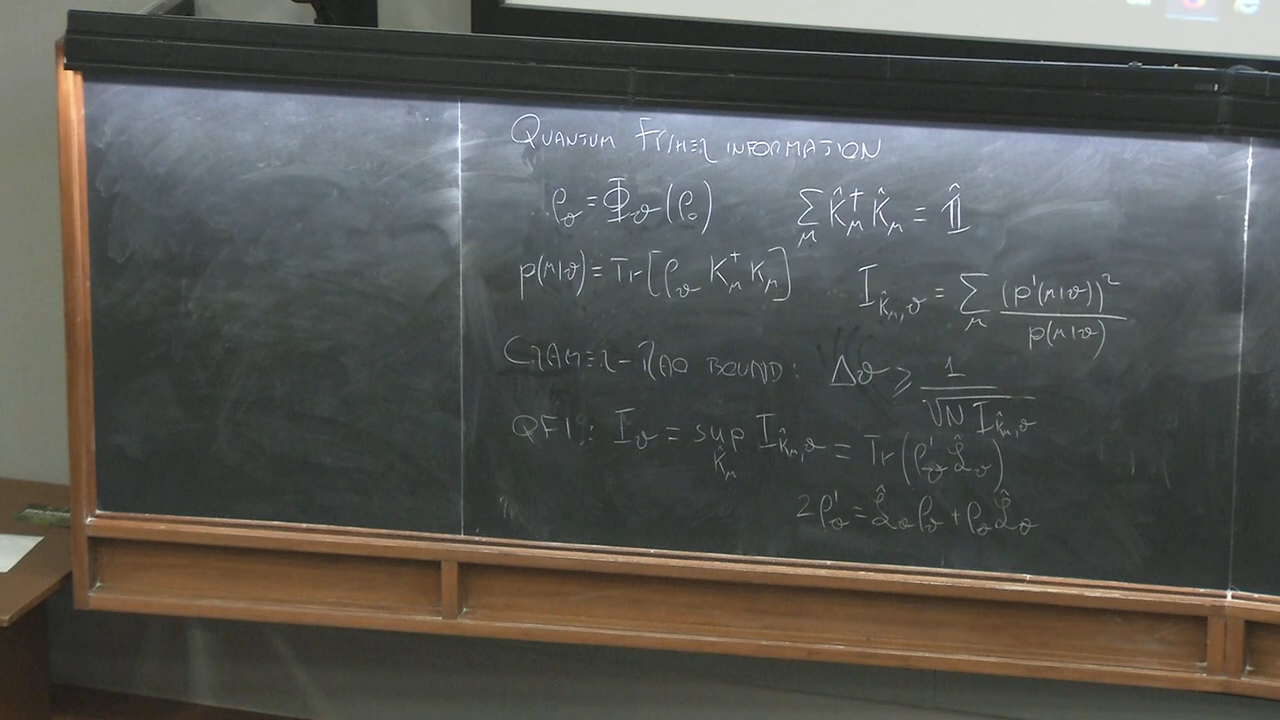 QUANTUM FISHER INFORMATION
ρ_ϑ = Φ_ϑ(ρ_0)    ∑_μ K̂_μ^† K̂_μ = 𝟙̂
p(μ|ϑ) = Tr[ρ_ϑ K_μ^† K_μ]    I_{K̂_μ,ϑ} = ∑_μ (p'(μ|ϑ))² / p(μ|ϑ)
CRAMER-RAO BOUND: Δϑ ⩾ 1 / √(N I_{K̂_μ,ϑ})
QFI: I_ϑ = sup_{K̂_μ} I_{K̂_μ,ϑ} = Tr(ρ'_ϑ ℒ̂_ϑ)
2ρ'_ϑ = ℒ̂_ϑ ρ_ϑ + ρ_ϑ ℒ̂_ϑ